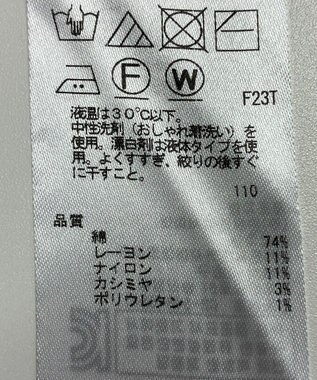 F
W
F23T
液温は30℃以下。
中性洗剤(おしゃれ着洗い)を
使用。漂白剤は液体タイプを使
用。よくすすぎ、絞りの後すぐ
に干すこと。
110
品質
綿 74%
レーヨン 11%
ナイロン 11%
カシミヤ 3%
ポリウレタン 1%